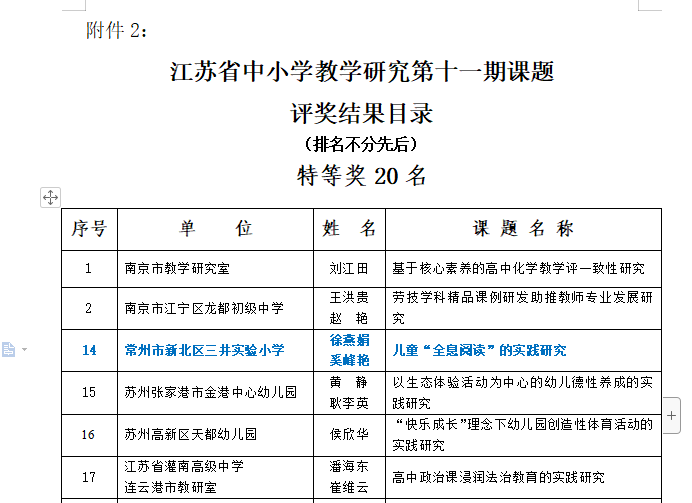 附件 2：
江苏省中小学教学研究第十一期课题
评奖结果目录
（排名不分先后）
特等奖 20 名
序号 单 位 姓 名 课 题 名 称
1 南京市教学研究室 刘江田 基于核心素养的高中化学教学评一致性研究
2 南京市江宁区龙都初级中学 王洪贵 劳技学科精品课例研发助推教师专业发展研
赵 艳 究
14 常州市新北区三井实验小学 徐燕娟 儿童“全息阅读”的实践研究
奚峰艳
15 苏州张家港市金港中心幼儿园 黄 静 以生态体验活动为中心的幼儿德性养成的实
耿李英 践研究
16 苏州高新区天都幼儿园 侯欣华 “快乐成长”理念下幼儿园创造性体育活动的
实践研究
17 江苏省灌南高级中学 潘海东 高中政治课浸润法治教育的实践研究
连云港市教研室 崔维云